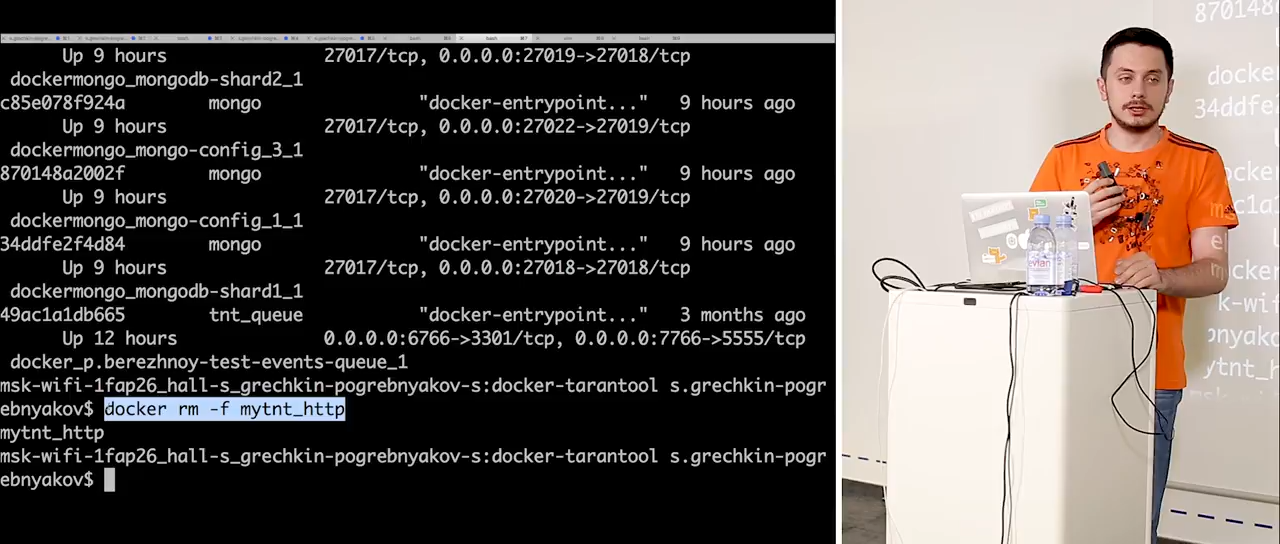 Up 9 hours 27017/tcp, 0.0.0.0:27019->27018/tcp
dockermongo_mongodb-shard2_1
c85e078f924a mongo "docker-entrypoint..." 9 hours ago
Up 9 hours 27017/tcp, 0.0.0.0:27022->27019/tcp
dockermongo_mongo-config_3_1
870148a2002f mongo "docker-entrypoint..." 9 hours ago
Up 9 hours 27017/tcp, 0.0.0.0:27020->27019/tcp
dockermongo_mongo-config_1_1
34ddfe2f4d84 mongo "docker-entrypoint..." 9 hours ago
Up 9 hours 27017/tcp, 0.0.0.0:27018->27018/tcp
dockermongo_mongodb-shard1_1
49ac1a1db665 tnt_queue "docker-entrypoint..." 3 months ago
Up 12 hours 0.0.0.0:6766->3301/tcp, 0.0.0.0:7766->5555/tcp
docker_p.berezhnoy-test-events-queue_1
msk-wifi-1fap26_hall-s_grechkin-pogrebnyakov-s:docker-tarantool s.grechkin-pogr
ebnyakov$ docker rm -f mytnt_http
mytnt_http
msk-wifi-1fap26_hall-s_grechkin-pogrebnyakov-s:docker-tarantool s.grechkin-pogr
ebnyakov$
870148a
docke
34ddfe
evian